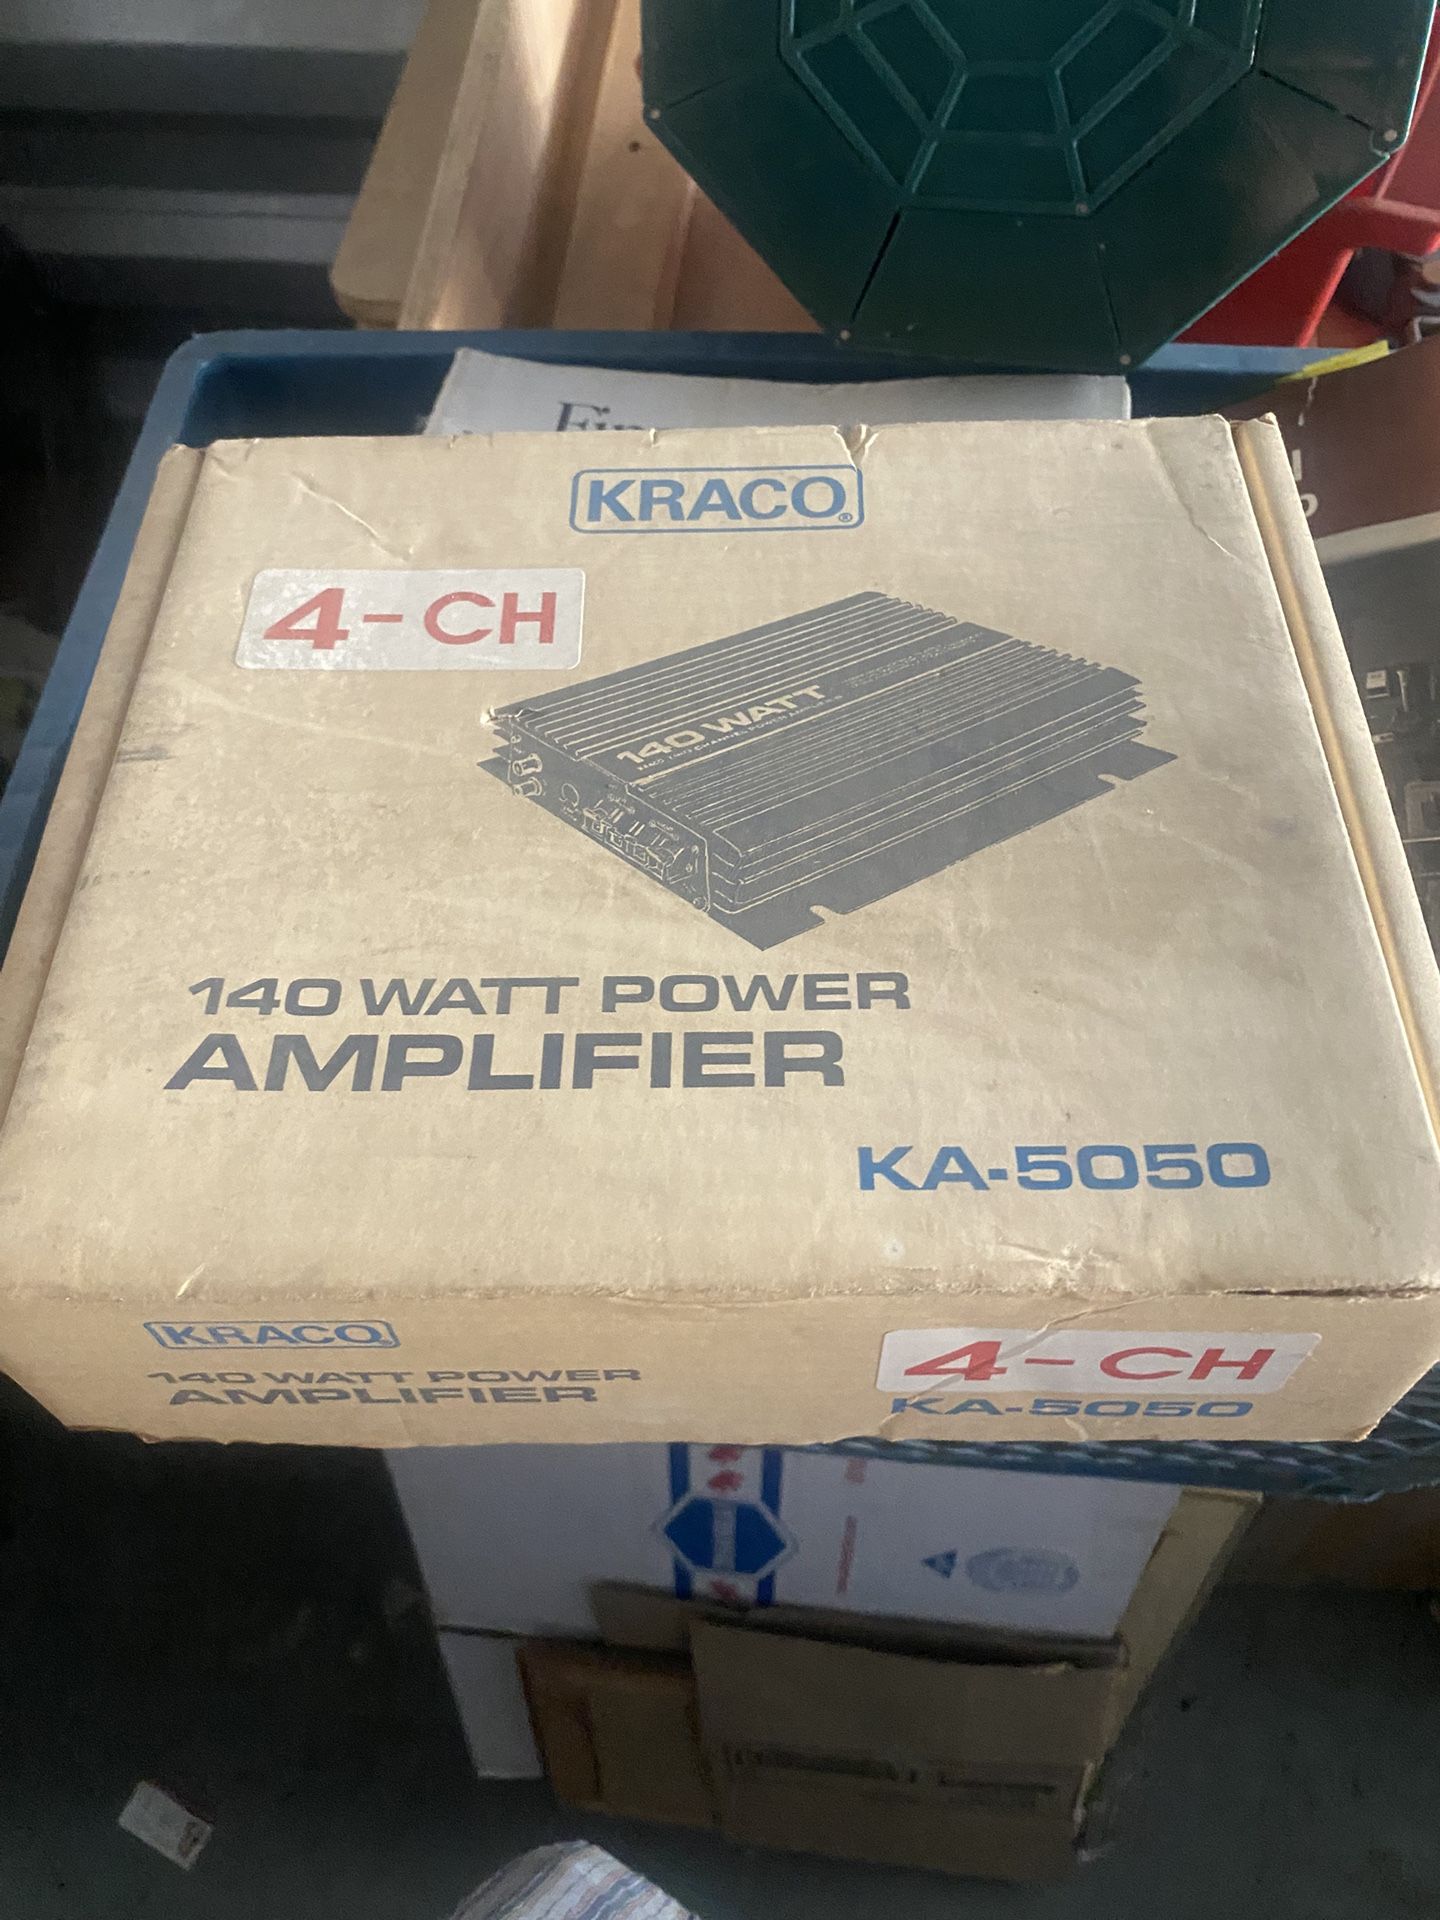 KRACO®
4-CH
140 WATT
140 WATT POWER
AMPLIFIER
KA-5050
KRACO®
140 WATT POWER
AMPLIFIER
4-CH
KA-5050